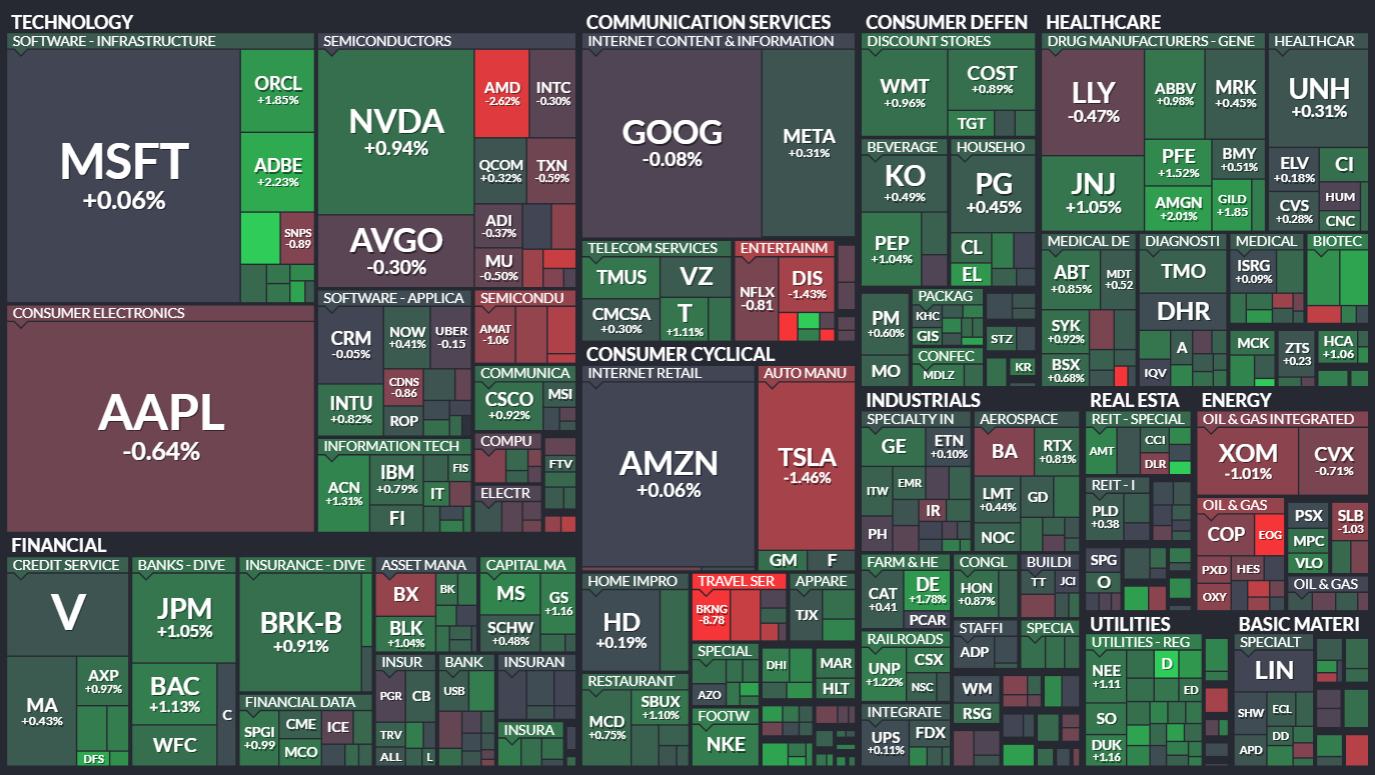 TECHNOLOGY
SOFTWARE - INFRASTRUCTURE
MSFT
+0.06%
ORCL
+1.85%
ADBE
+2.23%
SNPS
-0.89
SEMICONDUCTORS
NVDA
+0.94%
AMD
-2.62%
INTC
-0.30%
QCOM
+0.32%
TXN
-0.59%
AVGO
-0.30%
ADI
-0.37%
MU
-0.50%
CONSUMER ELECTRONICS
AAPL
-0.64%
SOFTWARE - APPLICA
CRM
-0.05%
NOW
+0.41%
UBER
-0.15
INTU
+0.82%
CDNS
-0.86
ROP
SEMICONDU
AMAT
-1.06
COMMUNICA
CSCO
+0.92%
MSI
INFORMATION TECH
ACN
+1.31%
IBM
+0.79%
FIS
IT
FI
COMPU
FTV
ELECTR
COMMUNICATION SERVICES
INTERNET CONTENT & INFORMATION
GOOG
-0.08%
META
+0.31%
TELECOM SERVICES
TMUS
VZ
CMCSA
+0.30%
T
+1.11%
ENTERTAINM
NFLX
-0.81
DIS
-1.43%
CONSUMER CYCLICAL
INTERNET RETAIL
AMZN
+0.06%
AUTO MANU
TSLA
-1.46%
GM
F
HOME IMPRO
HD
+0.19%
TRAVEL SER
BKNG
-8.78
APPARE
TJX
RESTAURANT
MCD
+0.75%
SBUX
+1.10%
SPECIAL
AZO
DHI
MAR
HLT
FOOTW
NKE
CONSUMER DEFEN
DISCOUNT STORES
WMT
+0.96%
COST
+0.89%
TGT
BEVERAGE
KO
+0.49%
PEP
+1.04%
HOUSEHO
PG
+0.45%
CL
EL
PM
+0.60%
MO
PACKAG
KHC
GIS
STZ
CONFEC
MDLZ
KR
HEALTHCARE
DRUG MANUFACTURERS - GENE
LLY
-0.47%
ABBV
+0.98%
MRK
+0.45%
JNJ
+1.05%
PFE
+1.52%
BMY
+0.51%
AMGN
+2.01%
GILD
+1.85
HEALTHCAR
UNH
+0.31%
ELV
+0.18%
CI
CVS
+0.28%
HUM
CNC
MEDICAL DE
ABT
+0.85%
MDT
+0.52
SYK
+0.92%
BSX
+0.68%
DIAGNOSTI
TMO
DHR
A
IQV
MEDICAL
ISRG
+0.09%
BIOTEC
MCK
ZTS
+0.23
HCA
+1.06
FINANCIAL
CREDIT SERVICE
V
MA
+0.43%
AXP
+0.97%
DFS
BANKS - DIVE
JPM
+1.05%
BAC
+1.13%
C
WFC
INSURANCE - DIVE
BRK-B
+0.91%
FINANCIAL DATA
SPGI
+0.99
CME
ICE
MCO
ASSET MANA
BX
BK
BLK
+1.04%
CAPITAL MA
MS
GS
+1.16
SCHW
+0.48%
INSUR
PGR
CB
TRV
ALL
L
BANK
USB
INSURAN
INSURA
INDUSTRIALS
SPECIALTY IN
GE
ETN
+0.10%
ITW
EMR
IR
PH
AEROSPACE
BA
RTX
+0.81%
LMT
+0.44%
GD
NOC
FARM & HE
CAT
+0.41
DE
+1.78%
PCAR
CONGL
HON
+0.87%
BUILDI
TT
JCI
RAILROADS
UNP
+1.22%
CSX
NSC
STAFFI
ADP
SPECIA
WM
RSG
INTEGRATE
UPS
+0.11%
FDX
REAL ESTA
REIT - SPECIAL
AMT
CCI
DLR
REIT - I
PLD
+0.38
SPG
O
ENERGY
OIL & GAS INTEGRATED
XOM
-1.01%
CVX
-0.71%
OIL & GAS
COP
EOG
PXD
HES
OXY
PSX
SLB
-1.03
MPC
VLO
OIL & GAS
UTILITIES
UTILITIES - REG
NEE
+1.11
D
ED
SO
DUK
+1.16
BASIC MATERI
SPECIALT
LIN
SHW
ECL
DD
APD